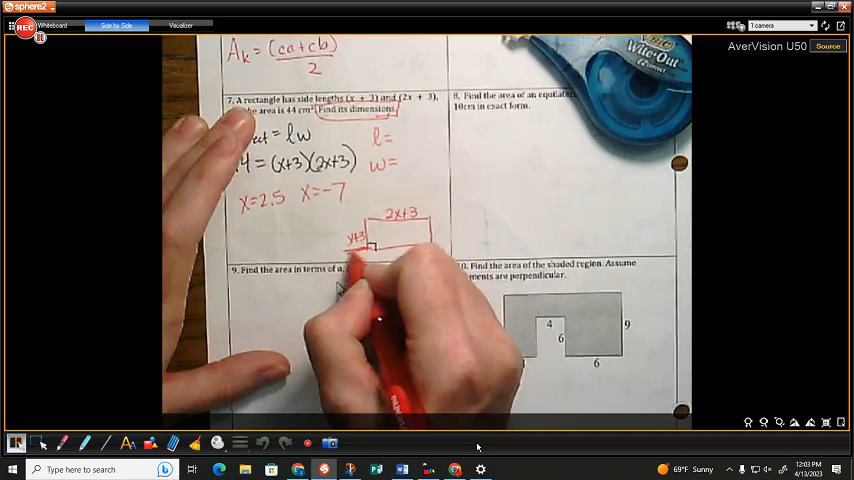 sphere2
REC
Whiteboard
Side by Side
Visualizer
1 camera
AverVision U50
Source
Wite·Out
Ak = (ca+cb)
2
7. A rectangle has side lengths (x + 3) and (2x + 3),
area is 44 cm
Find its dimensions.
= lw
l=
4 = (x+3)(2x+3)
w=
x=2.5 x=-7
2x+3
x+3
8. Find the area of an equilate
10cm in exact form.
9. Find the area in terms of a,
10. Find the area of the shaded region. Assume
ments are perpendicular.
4
6
9
6
Type here to search
69°F Sunny
12:03 PM
4/13/2023